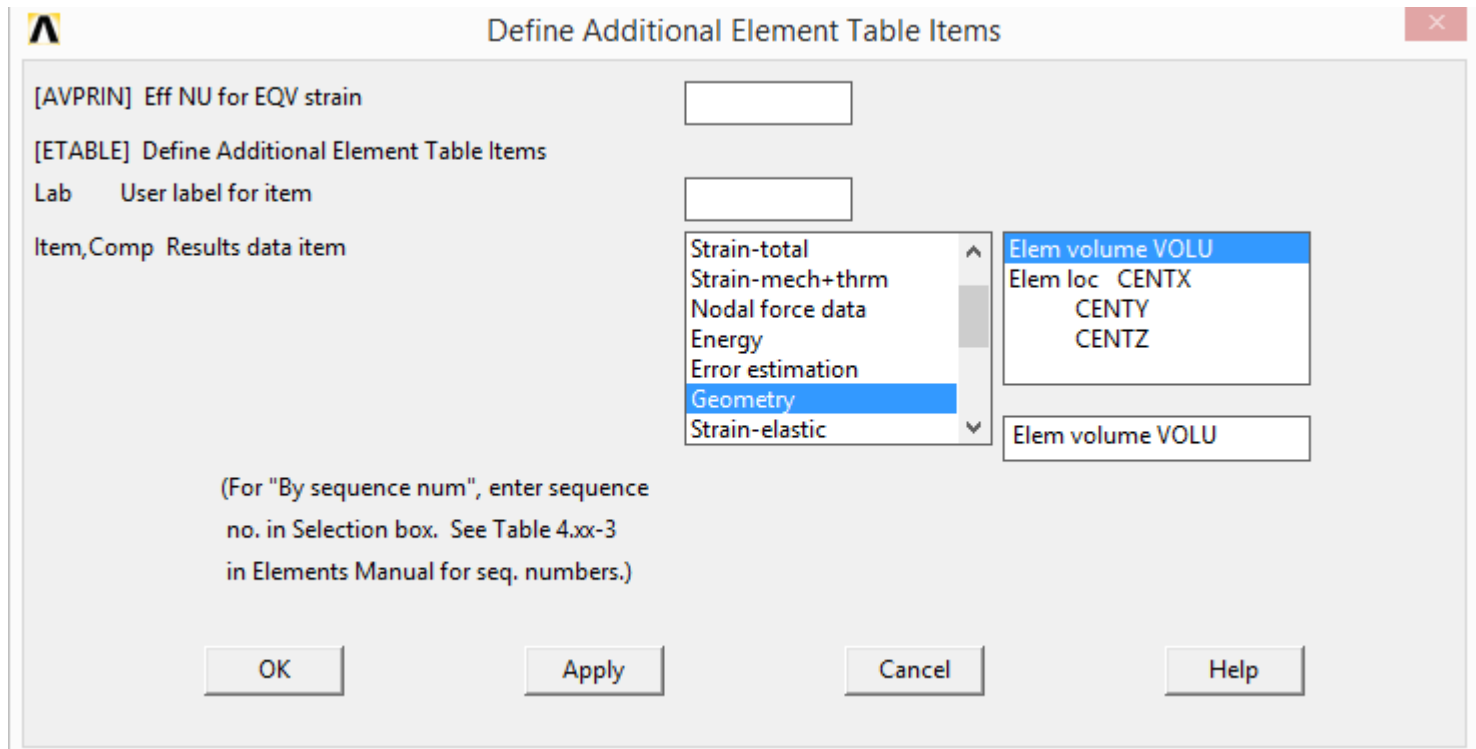 Define Additional Element Table Items
[AVPRIN] Eff NU for EQV strain
[ETABLE] Define Additional Element Table Items
Lab User label for item
Item,Comp Results data item
Strain-total
Strain-mech+thrm
Nodal force data
Energy
Error estimation
Geometry
Strain-elastic
Elem volume VOLU
Elem loc CENTX
CENTY
CENTZ
Elem volume VOLU
(For "By sequence num", enter sequence
no. in Selection box. See Table 4.xx-3
in Elements Manual for seq. numbers.)
OK Apply Cancel Help